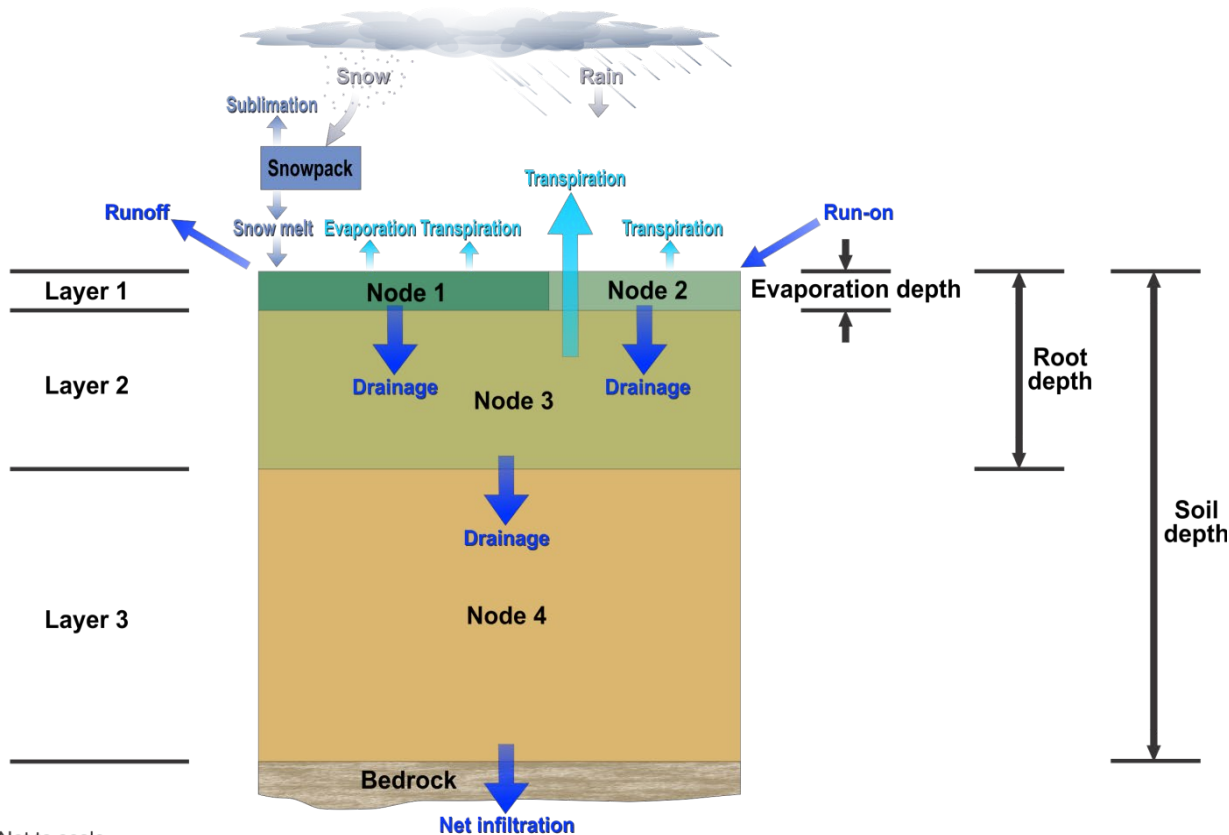 Snow
Rain
Sublimation
Snowpack
Transpiration
Runoff
Run-on
Snow melt
Evaporation
Transpiration
Transpiration
Layer 1
Node 1
Node 2
Evaporation depth
Layer 2
Drainage
Drainage
Node 3
Root
depth
Drainage
Soil
depth
Layer 3
Node 4
Bedrock
Net infiltration